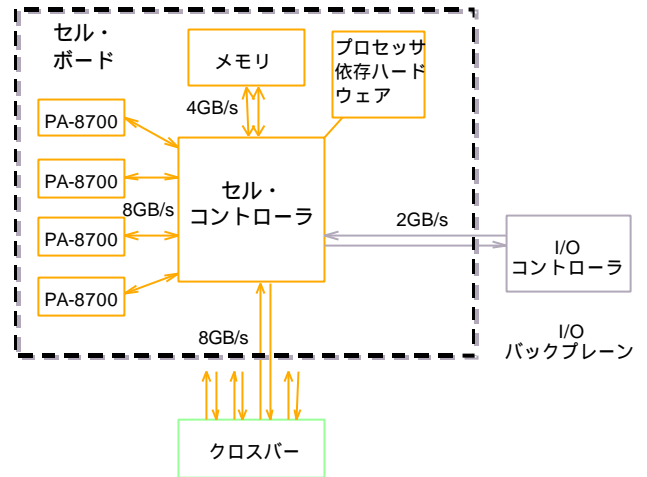 セル・
ボード
メモリ
プロセッサ
依存ハード
ウェア
4GB/s
PA-8700
PA-8700
8GB/s
PA-8700
PA-8700
セル・
コントローラ
2GB/s
I/O
コントローラ
8GB/s
I/O
バックプレーン
クロスバー